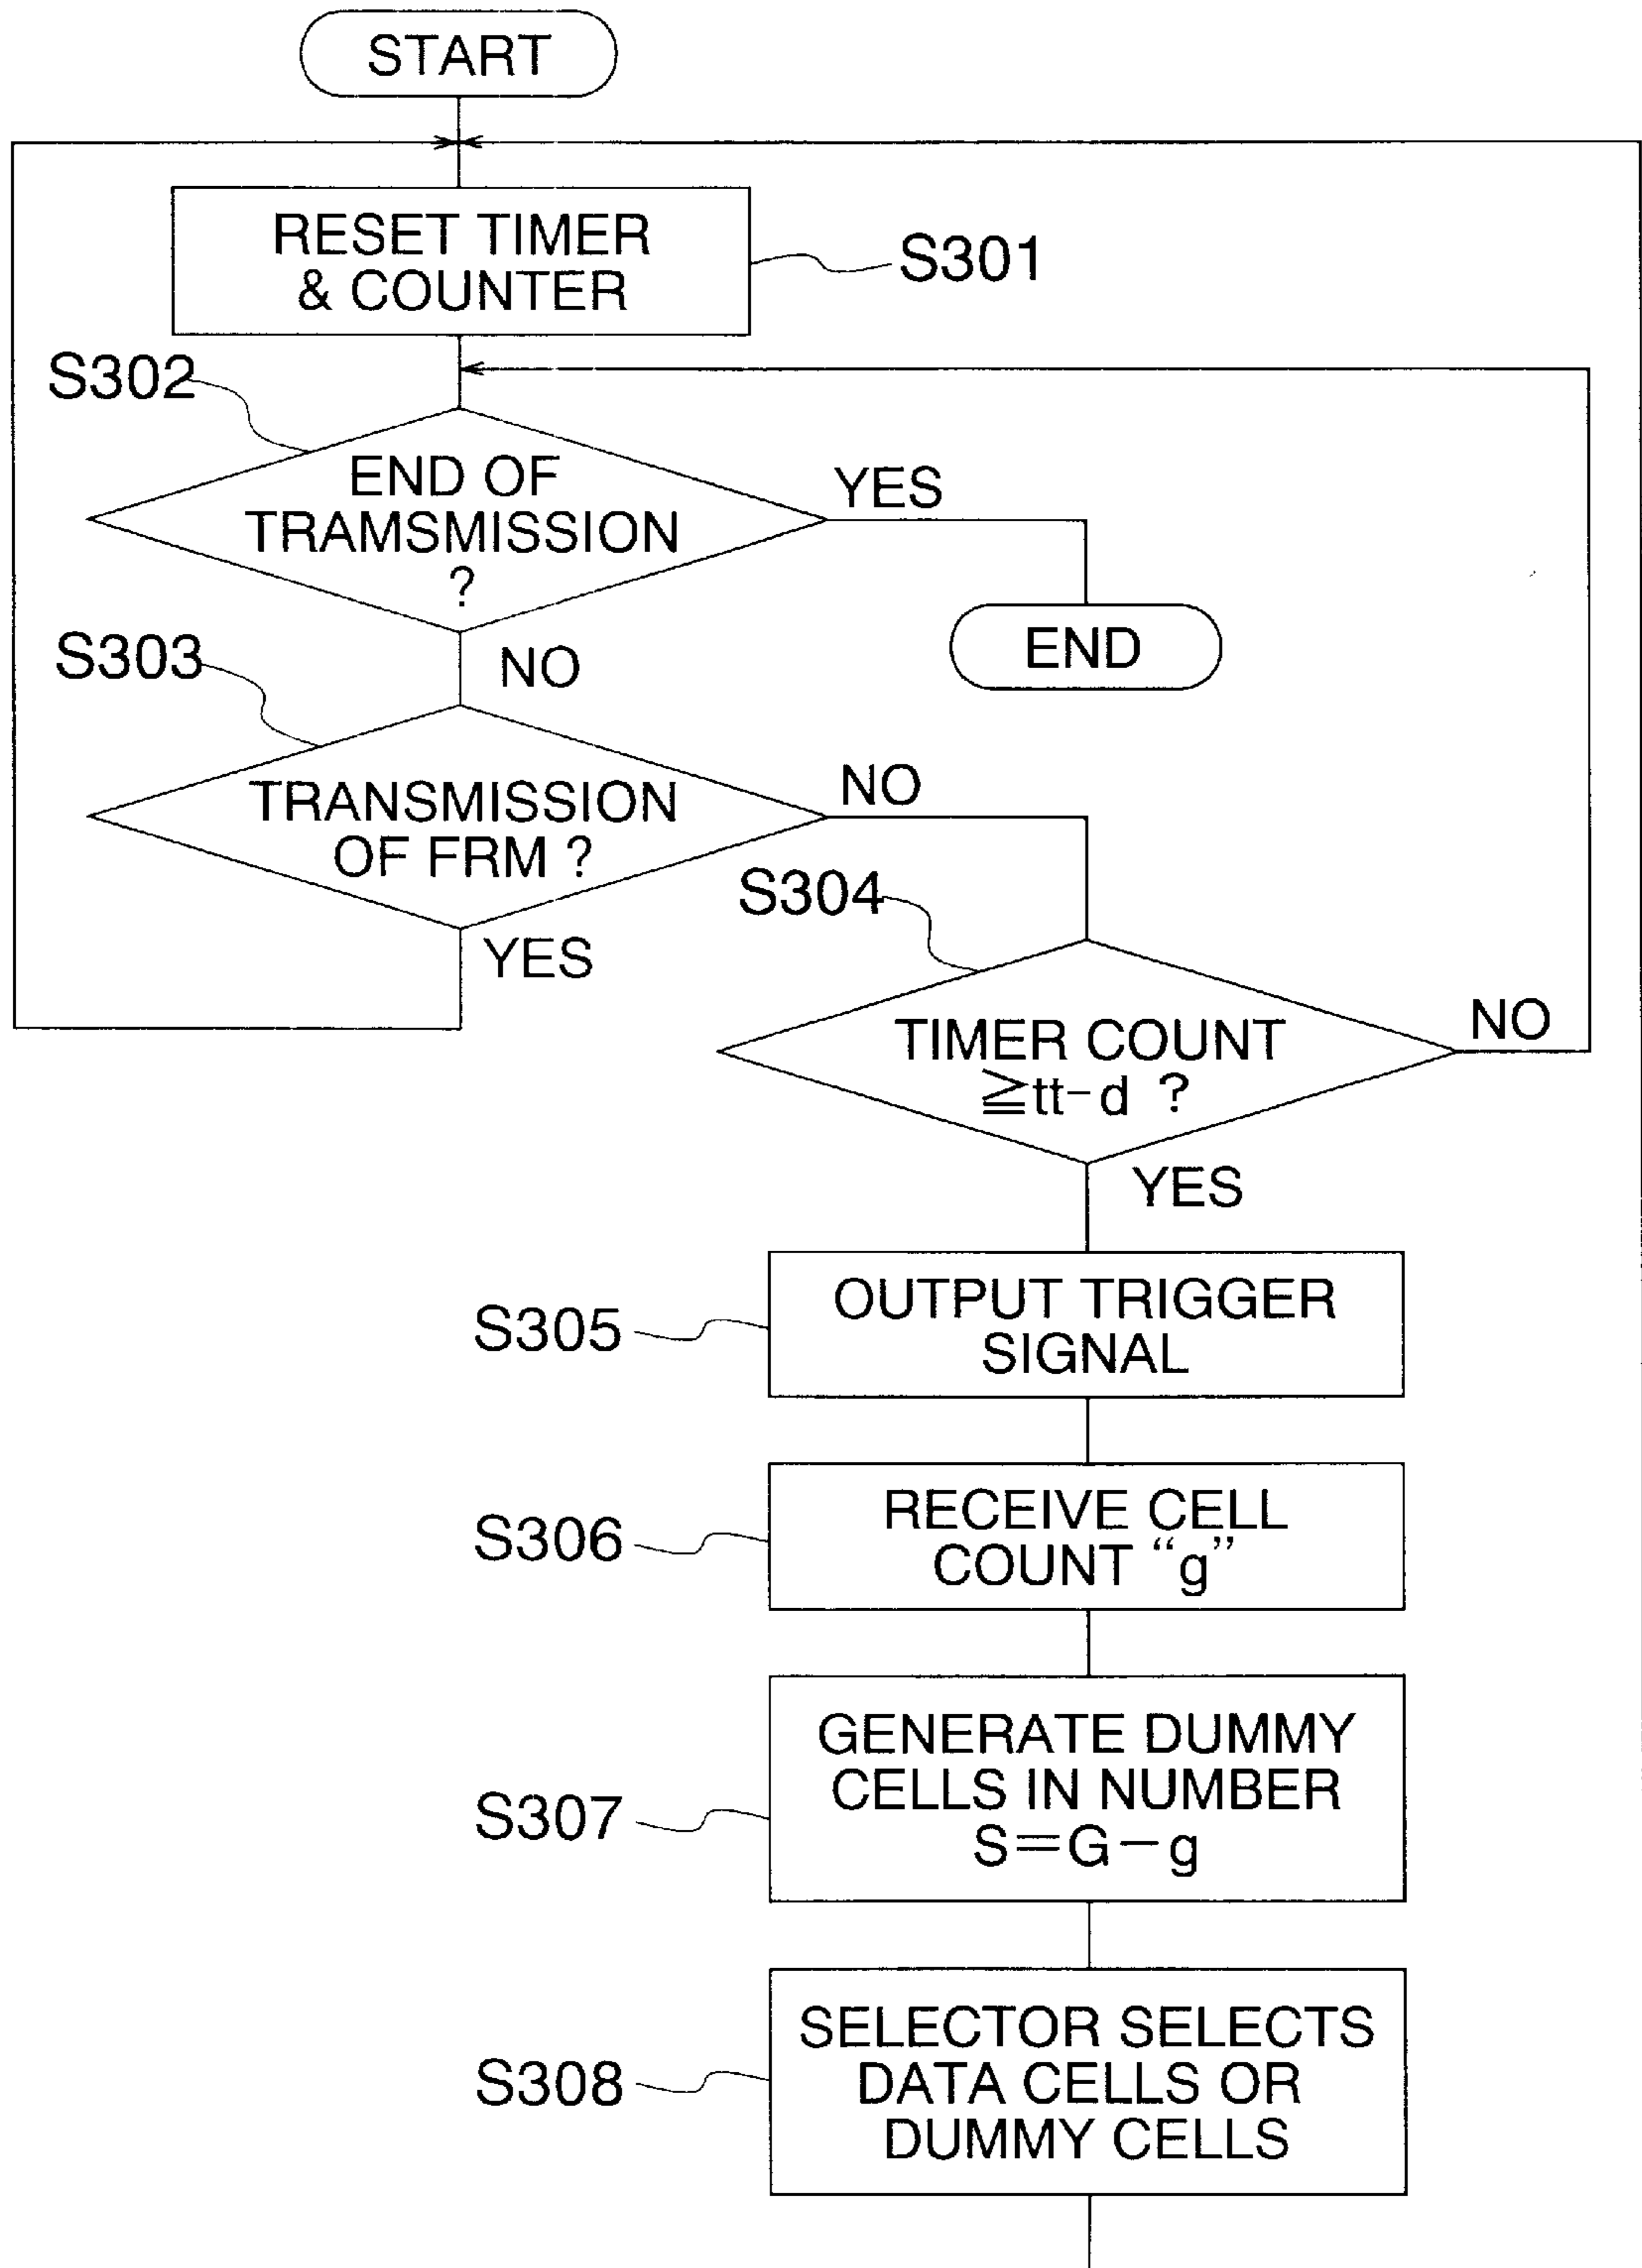 START
RESET TIMER
& COUNTER
S301
S302
END OF
TRAMSMISSION
?
YES
END
NO
S303
TRANSMISSION
OF FRM ?
NO
YES
S304
TIMER COUNT
≧tt-d ?
NO
YES
S305
OUTPUT TRIGGER
SIGNAL
S306
RECEIVE CELL
COUNT “g”
S307
GENERATE DUMMY
CELLS IN NUMBER
S=G-g
S308
SELECTOR SELECTS
DATA CELLS OR
DUMMY CELLS